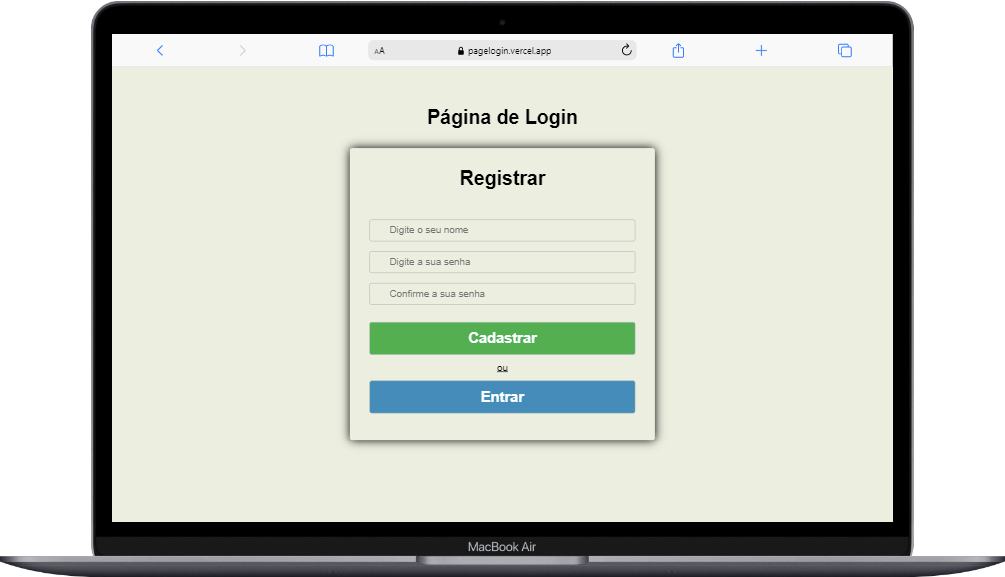 AA
pagelogin.vercel.app
Página de Login
Registrar
Digite o seu nome
Digite a sua senha
Confirme a sua senha
Cadastrar
ou
Entrar
MacBook Air